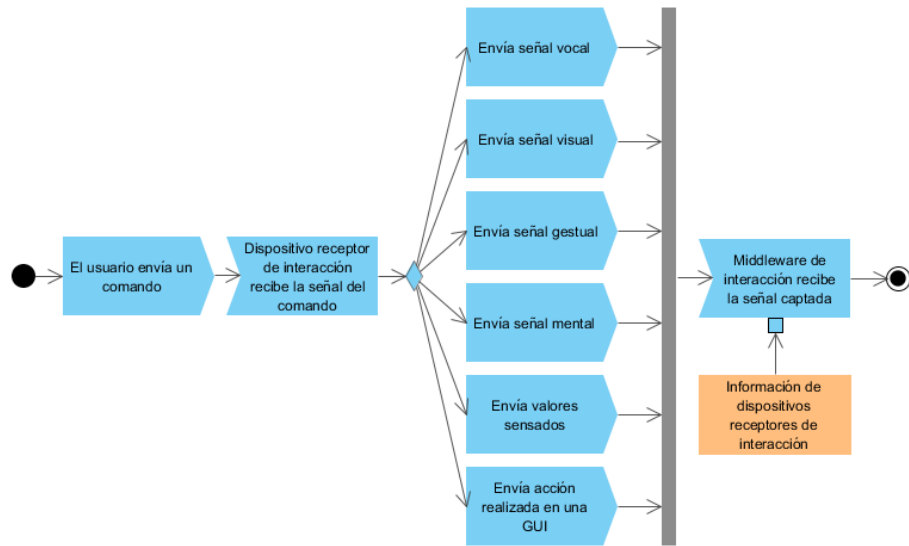 Envía señal vocal
Envía señal visual
Envía señal gestual
Envía señal mental
Envía valores
sensados
Envía acción
realizada en una
GUI
El usuario envía un
comando
Dispositivo receptor
de interacción
recibe la señal del
comando
Middleware de
interacción recibe
la señal captada
Información de
dispositivos
receptores de
interacción